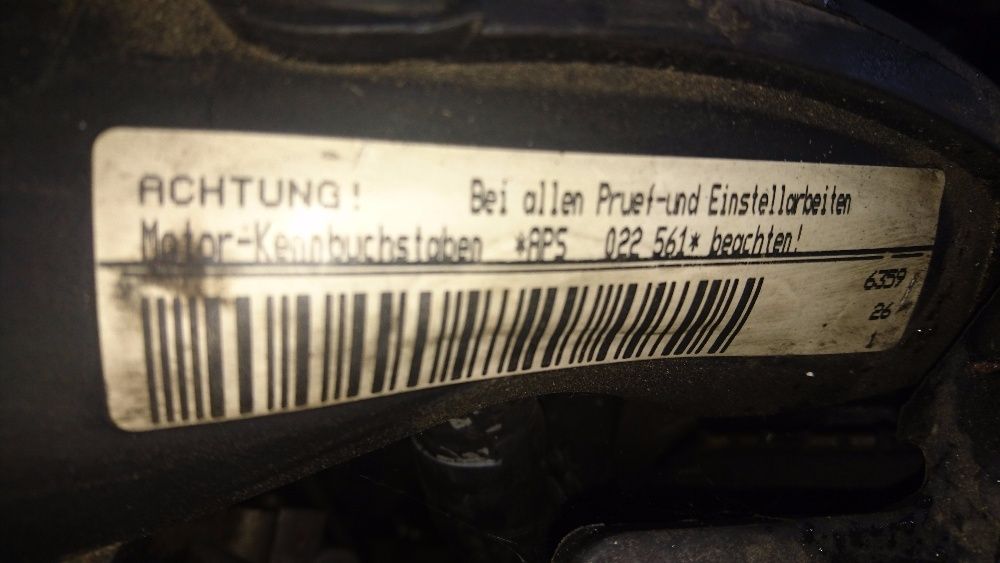 ACHTUNG! Bei allen Pruef-und Einstellarbeiten
Motor-Kennbuchstaben *APS 022 561* beachten!
6359
26
1